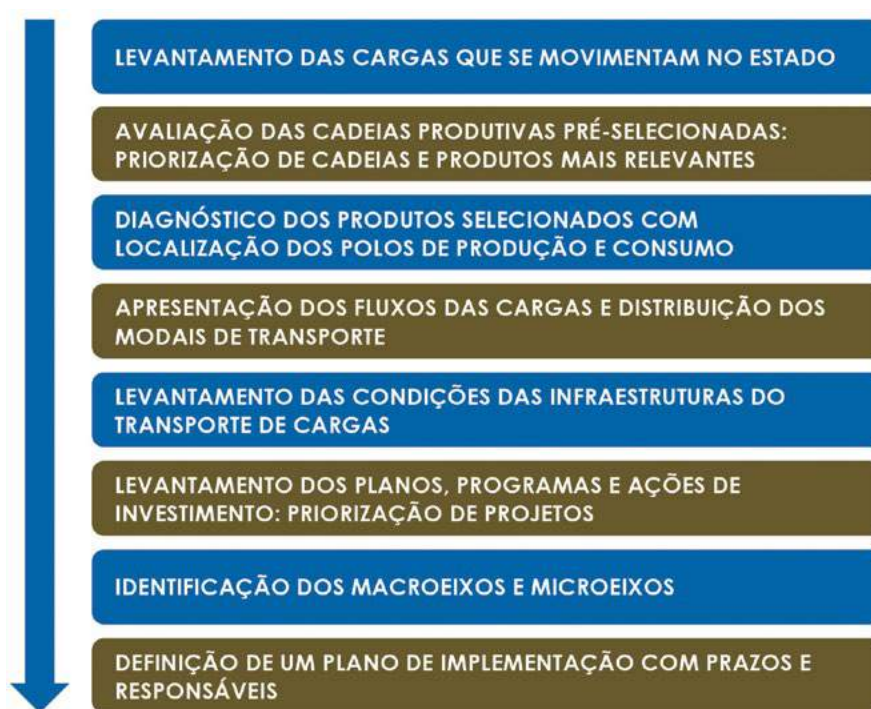 LEVANTAMENTO DAS CARGAS QUE SE MOVIMENTAM NO ESTADO
AVALIAÇÃO DAS CADEIAS PRODUTIVAS PRÉ-SELECIONADAS:
PRIORIZAÇÃO DE CADEIAS E PRODUTOS MAIS RELEVANTES
DIAGNÓSTICO DOS PRODUTOS SELECIONADOS COM
LOCALIZAÇÃO DOS POLOS DE PRODUÇÃO E CONSUMO
APRESENTAÇÃO DOS FLUXOS DAS CARGAS E DISTRIBUIÇÃO DOS
MODAIS DE TRANSPORTE
LEVANTAMENTO DAS CONDIÇÕES DAS INFRAESTRUTURAS DO
TRANSPORTE DE CARGAS
LEVANTAMENTO DOS PLANOS, PROGRAMAS E AÇÕES DE
INVESTIMENTO: PRIORIZAÇÃO DE PROJETOS
IDENTIFICAÇÃO DOS MACROEIXOS E MICROEIXOS
DEFINIÇÃO DE UM PLANO DE IMPLEMENTAÇÃO COM PRAZOS E
RESPONSÁVEIS